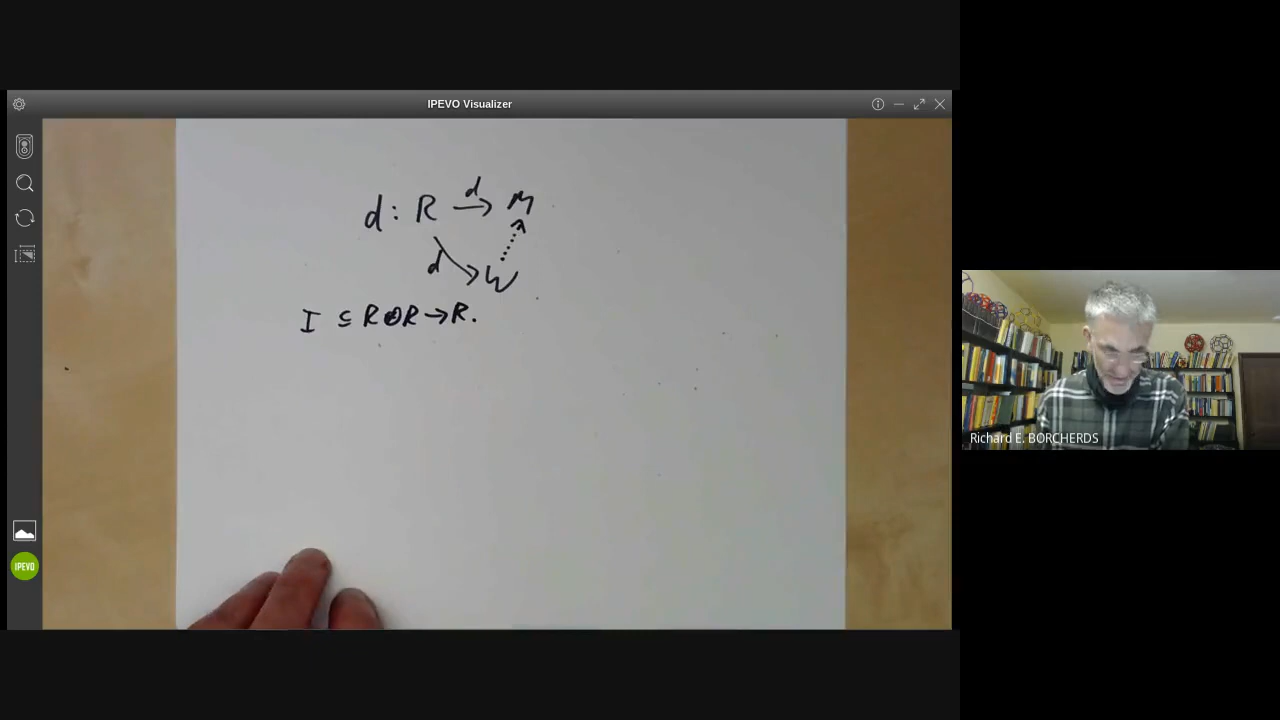 IPEVO Visualizer
d: R —d→ M
d ↘ W
I ⊆ R⊗R → R.
IPEVO
Richard E. BORCHERDS